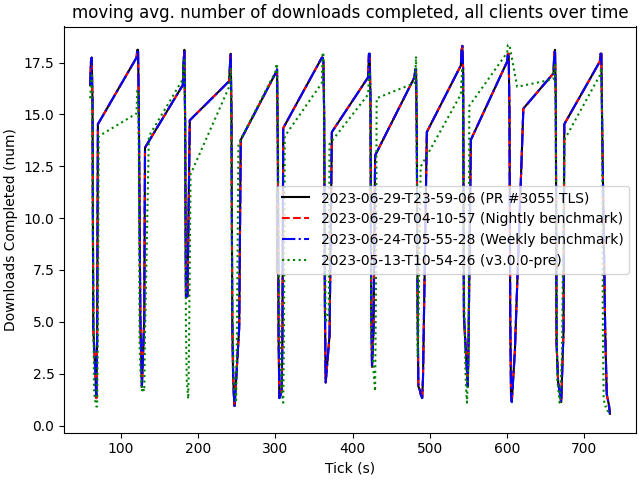 moving avg. number of downloads completed, all clients over time
Downloads Completed (num)
17.5
15.0
12.5
10.0
7.5
5.0
2.5
0.0
2023-06-29-T23-59-06 (PR #3055 TLS)
2023-06-29-T04-10-57 (Nightly benchmark)
2023-06-24-T05-55-28 (Weekly benchmark)
2023-05-13-T10-54-26 (v3.0.0-pre)
100 200 300 400 500 600 700
Tick (s)